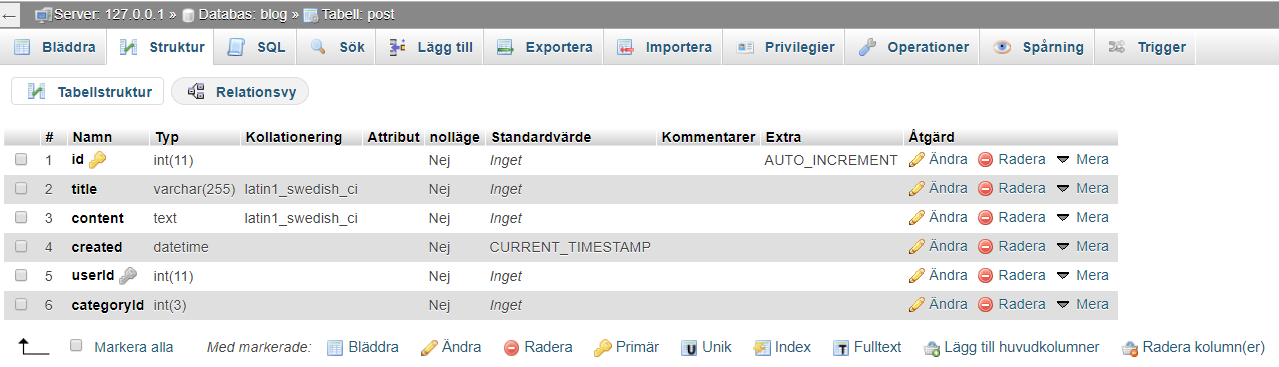 ← Server: 127.0.0.1 » Databas: blog » Tabell: post
Bläddra Struktur SQL Sök Lägg till Exportera Importera Privilegier Operationer Spårning Trigger
Tabellstruktur Relationsvy
# Namn Typ Kollationering Attribut nolläge Standardvärde Kommentarer Extra Åtgärd
1 id int(11) Nej Inget AUTO_INCREMENT Ändra Radera Mera
2 title varchar(255) latin1_swedish_ci Nej Inget Ändra Radera Mera
3 content text latin1_swedish_ci Nej Inget Ändra Radera Mera
4 created datetime Nej CURRENT_TIMESTAMP Ändra Radera Mera
5 userId int(11) Nej Inget Ändra Radera Mera
6 categoryId int(3) Nej Inget Ändra Radera Mera
Markera alla Med markerade: Bläddra Ändra Radera Primär U Unik Index T Fulltext Lägg till huvudkolumner Radera kolumn(er)